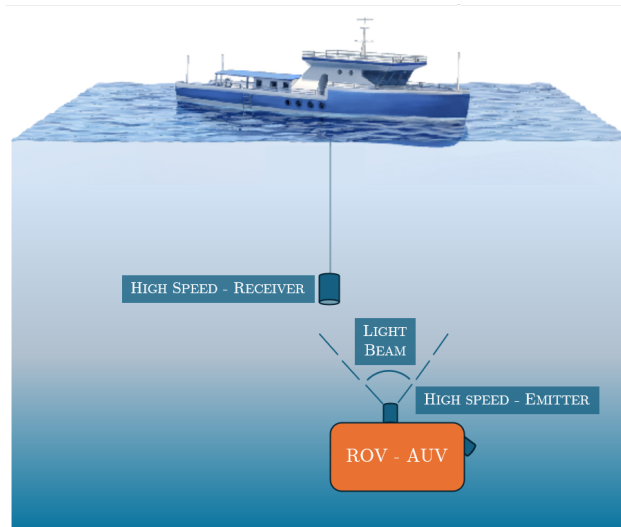 HIGH SPEED - RECEIVER
LIGHT
BEAM
HIGH SPEED - EMITTER
ROV - AUV